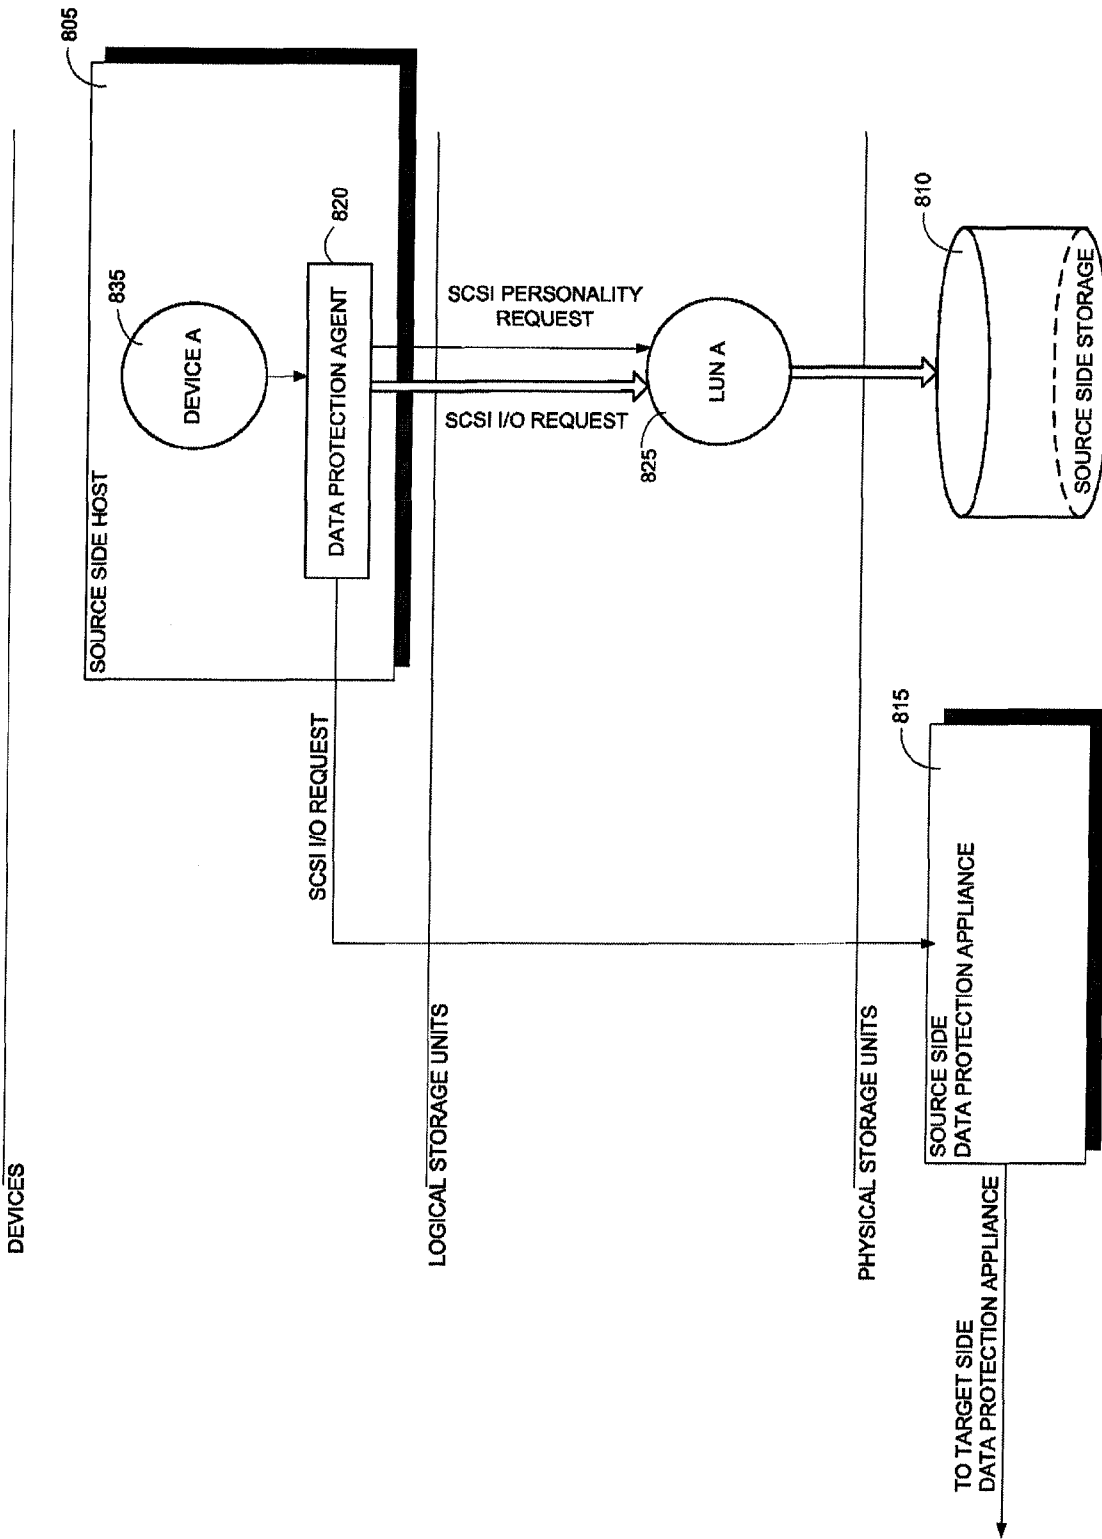 DEVICES
805
SOURCE SIDE HOST
835
DEVICE A
820
DATA PROTECTION AGENT
SCSI I/O REQUEST
SCSI PERSONALITY
REQUEST
SCSI I/O REQUEST
LOGICAL STORAGE UNITS
825
LUN A
PHYSICAL STORAGE UNITS
815
SOURCE SIDE
DATA PROTECTION APPLIANCE
810
SOURCE SIDE STORAGE
TO TARGET SIDE
DATA PROTECTION APPLIANCE